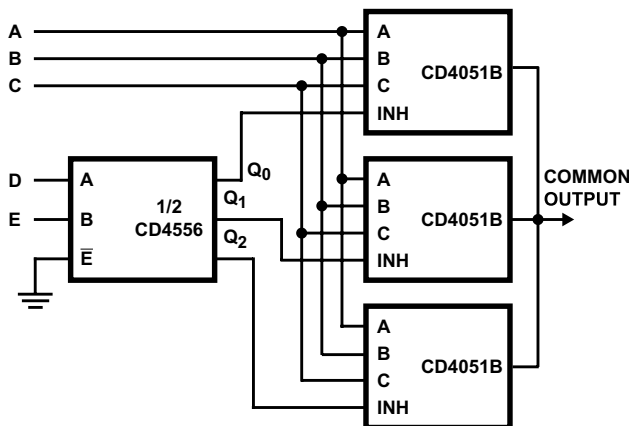 A
B
C
A
B
C
INH
CD4051B
D
E
A
B
E̅
1/2
CD4556
Q0
Q1
Q2
A
B
C
INH
CD4051B
COMMON
OUTPUT
A
B
C
INH
CD4051B